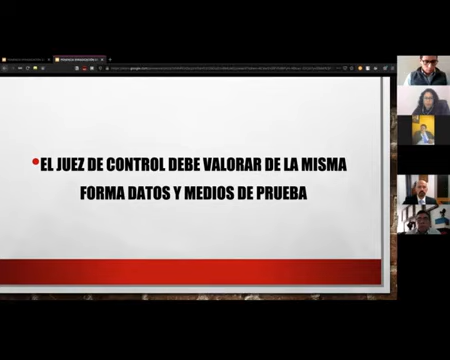 EL JUEZ DE CONTROL DEBE VALORAR DE LA MISMA
FORMA DATOS Y MEDIOS DE PRUEBA